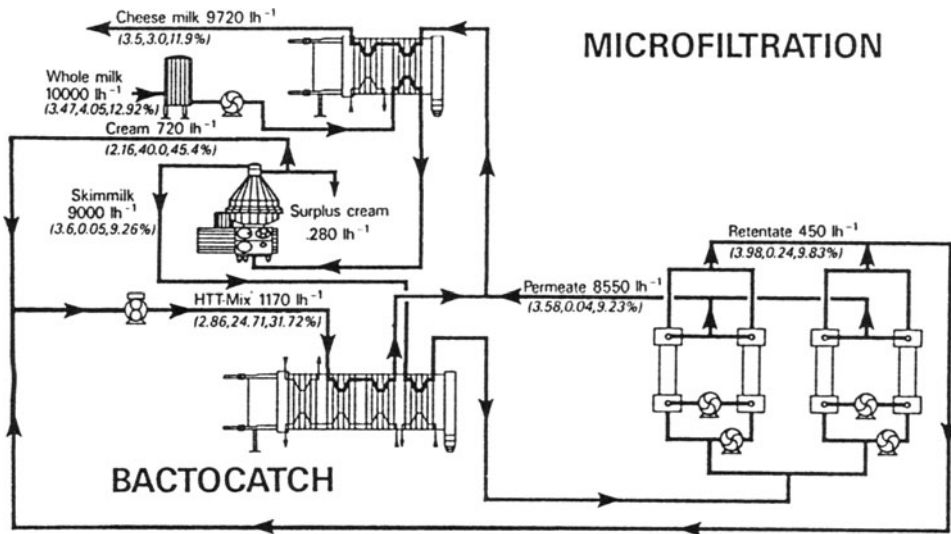 Cheese milk 9720 lh⁻¹
(3.5,3.0,11.9%)
MICROFILTRATION
Whole milk
10000 lh⁻¹
(3.47,4.05,12.92%)
Cream 720 lh⁻¹
(2.16,40.0,45.4%)
Skimmilk
9000 lh⁻¹
(3.6,0.05,9.26%)
Surplus cream
.280 lh⁻¹
Retentate 450 lh⁻¹
(3.98,0.24,9.83%)
Permeate 8550 lh⁻¹
(3.58,0.04,9.23%)
HTT-Mix 1170 lh⁻¹
(2.86,24.71,31.72%)
BACTOCATCH